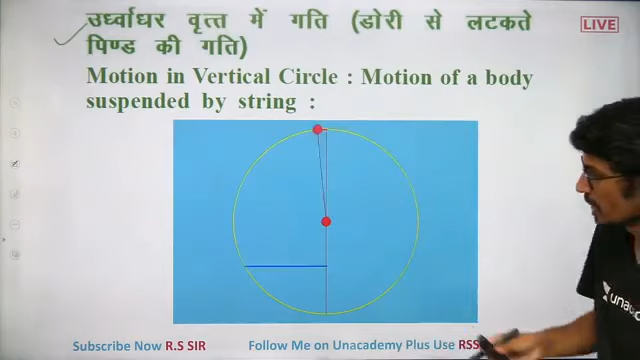 उर्ध्वाधर वृत्त में गति (डोरी से लटकते
LIVE
पिण्ड की गति)
Motion in Vertical Circle : Motion of a body
suspended by string :
Subscribe Now R.S SIR
Follow Me on Unacademy Plus Use RSS